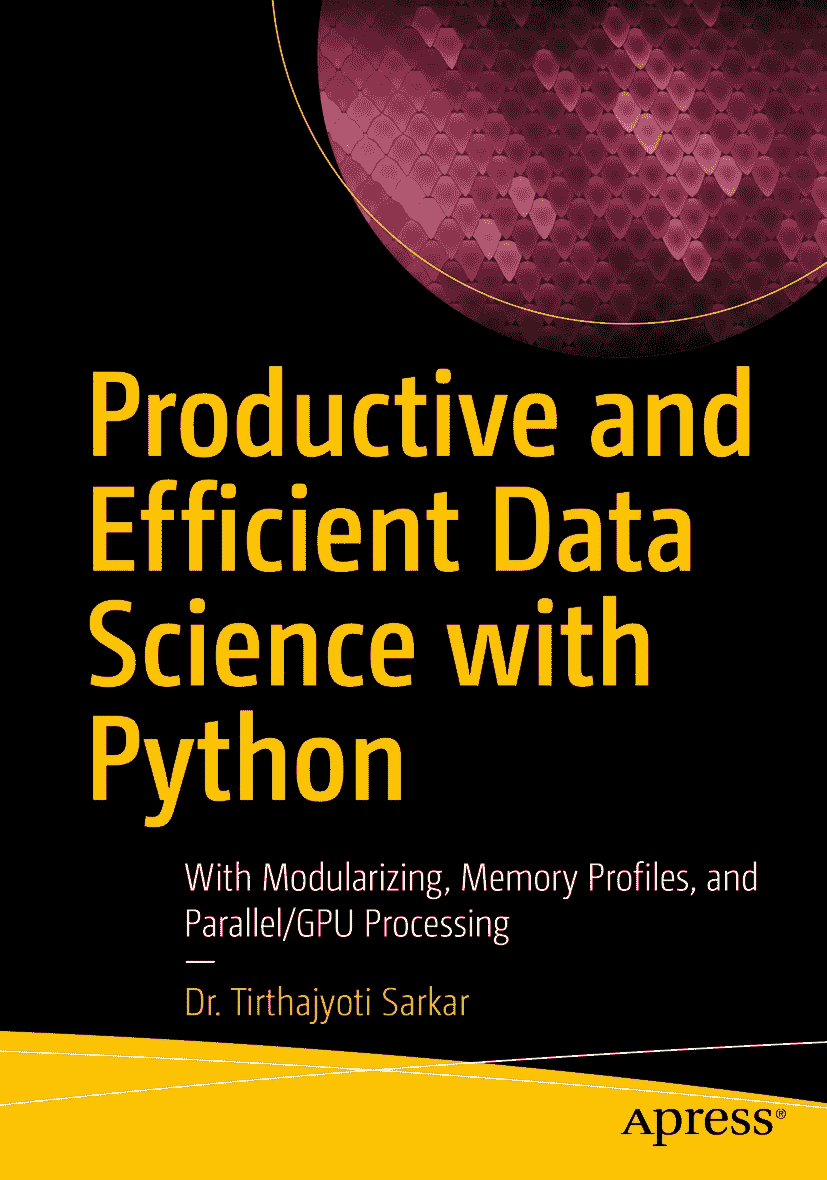 Productive and
Efficient Data
Science with
Python
With Modularizing, Memory Profiles, and
Parallel/GPU Processing
—
Dr. Tirthajyoti Sarkar
Apress®